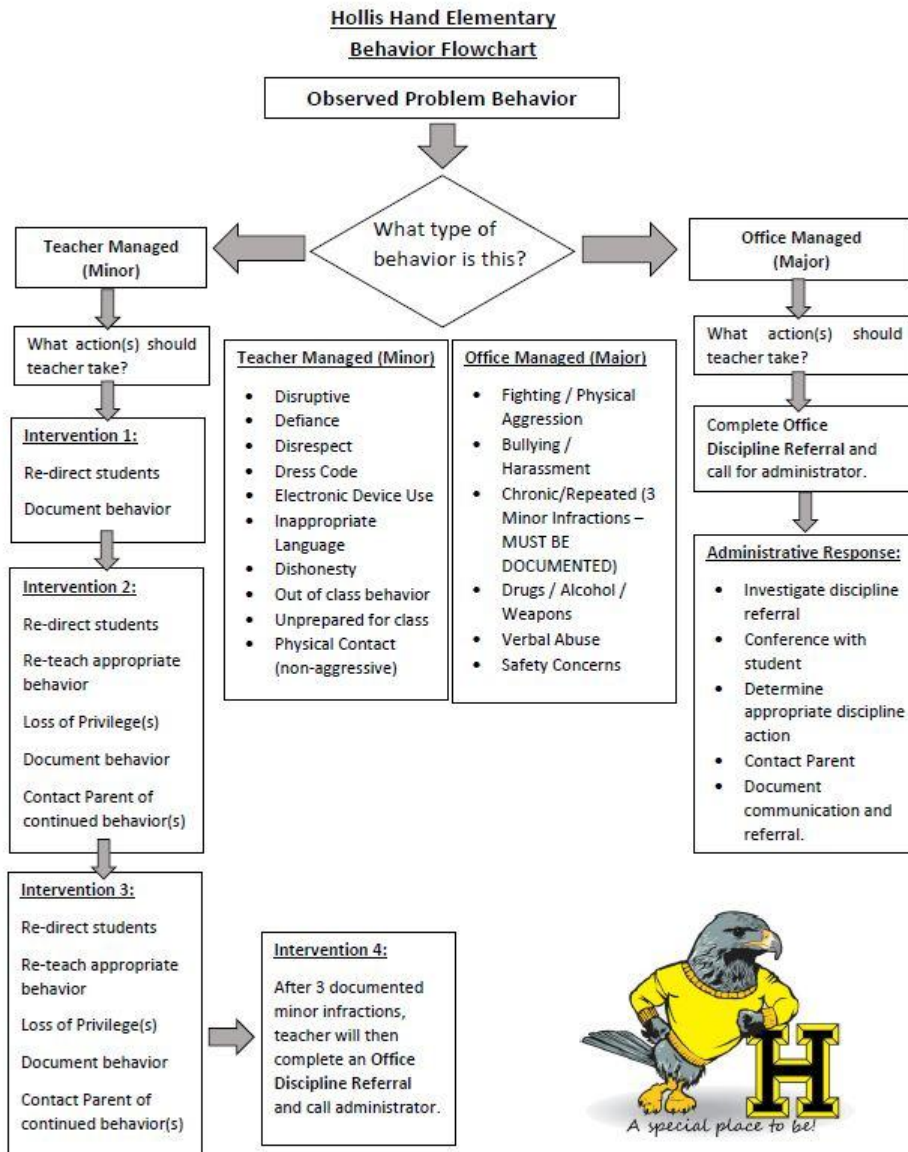 Hollis Hand Elementary
Behavior Flowchart
Observed Problem Behavior
What type of
behavior is this?
Teacher Managed
(Minor)
What action(s) should
teacher take?
Intervention 1:
Re-direct students
Document behavior
Intervention 2:
Re-direct students
Re-teach appropriate
behavior
Loss of Privilege(s)
Document behavior
Contact Parent of
continued behavior(s)
Intervention 3:
Re-direct students
Re-teach appropriate
behavior
Loss of Privilege(s)
Document behavior
Contact Parent of
continued behavior(s)
Intervention 4:
After 3 documented
minor infractions,
teacher will then
complete an Office
Discipline Referral
and call administrator.
Teacher Managed (Minor)
• Disruptive
• Defiance
• Disrespect
• Dress Code
• Electronic Device Use
• Inappropriate
Language
• Dishonesty
• Out of class behavior
• Unprepared for class
• Physical Contact
(non-aggressive)
Office Managed (Major)
• Fighting / Physical
Aggression
• Bullying /
Harassment
• Chronic/Repeated (3
Minor Infractions –
MUST BE
DOCUMENTED)
• Drugs / Alcohol /
Weapons
• Verbal Abuse
• Safety Concerns
Office Managed
(Major)
What action(s) should
teacher take?
Complete Office
Discipline Referral and
call for administrator.
Administrative Response:
• Investigate discipline
referral
• Conference with
student
• Determine
appropriate discipline
action
• Contact Parent
• Document
communication and
referral.
H
A special place to be!